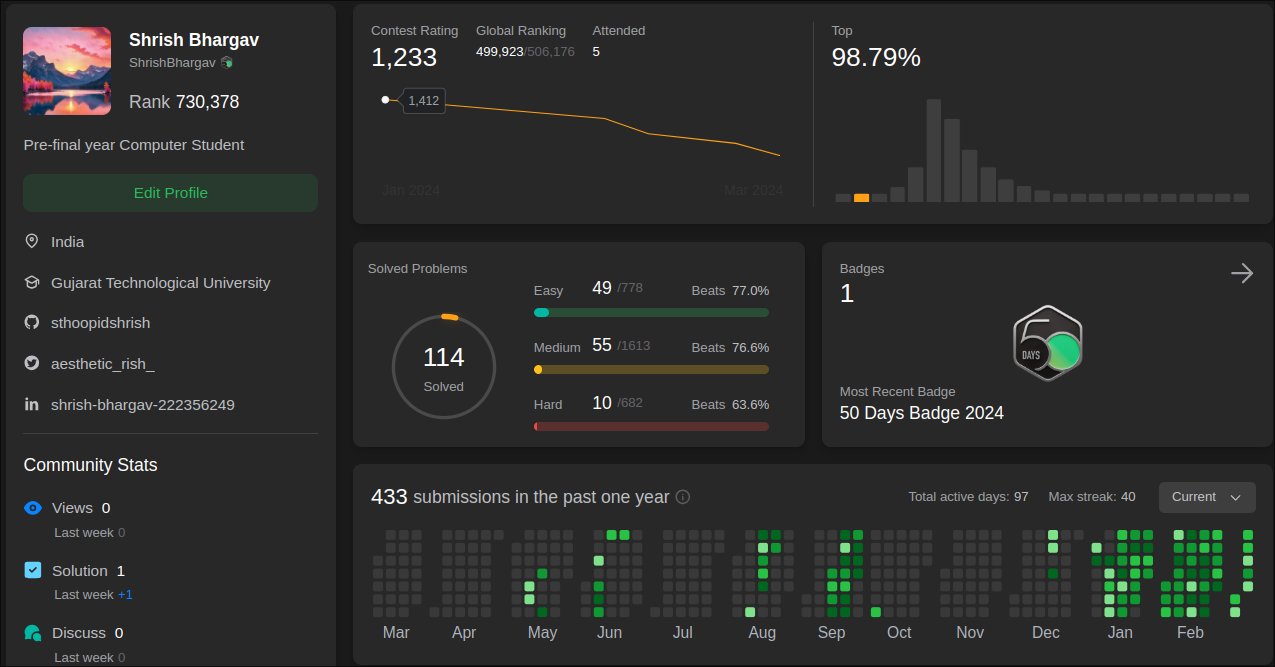 Shrish Bhargav
ShrishBhargav
Rank 730,378
Pre-final year Computer Student
Edit Profile
India
Gujarat Technological University
sthoopidshrish
aesthetic_rish_
shrish-bhargav-222356249
Community Stats
Views 0
Last week 0
Solution 1
Last week +1
Discuss 0
Last week 0
Contest Rating
1,233
Global Ranking
499,923/506,176
Attended
5
1,412
Jan 2024
Mar 2024
Top
98.79%
Solved Problems
114
Solved
Easy 49 /778 Beats 77.0%
Medium 55 /1613 Beats 76.6%
Hard 10 /682 Beats 63.6%
Badges
1
50
DAYS
Most Recent Badge
50 Days Badge 2024
433 submissions in the past one year
Total active days: 97 Max streak: 40
Current
Mar Apr May Jun Jul Aug Sep Oct Nov Dec Jan Feb